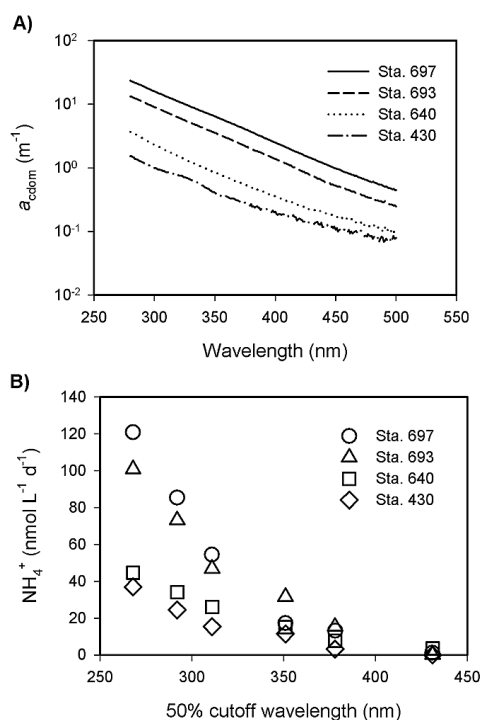 A)
10²
10¹
10⁰
10⁻¹
10⁻²
a_cdom (m⁻¹)
Sta. 697
Sta. 693
Sta. 640
Sta. 430
250 300 350 400 450 500 550
Wavelength (nm)
B)
140
120
100
80
60
40
20
0
NH₄⁺ (nmol L⁻¹ d⁻¹)
Sta. 697
Sta. 693
Sta. 640
Sta. 430
250 300 350 400 450
50% cutoff wavelength (nm)